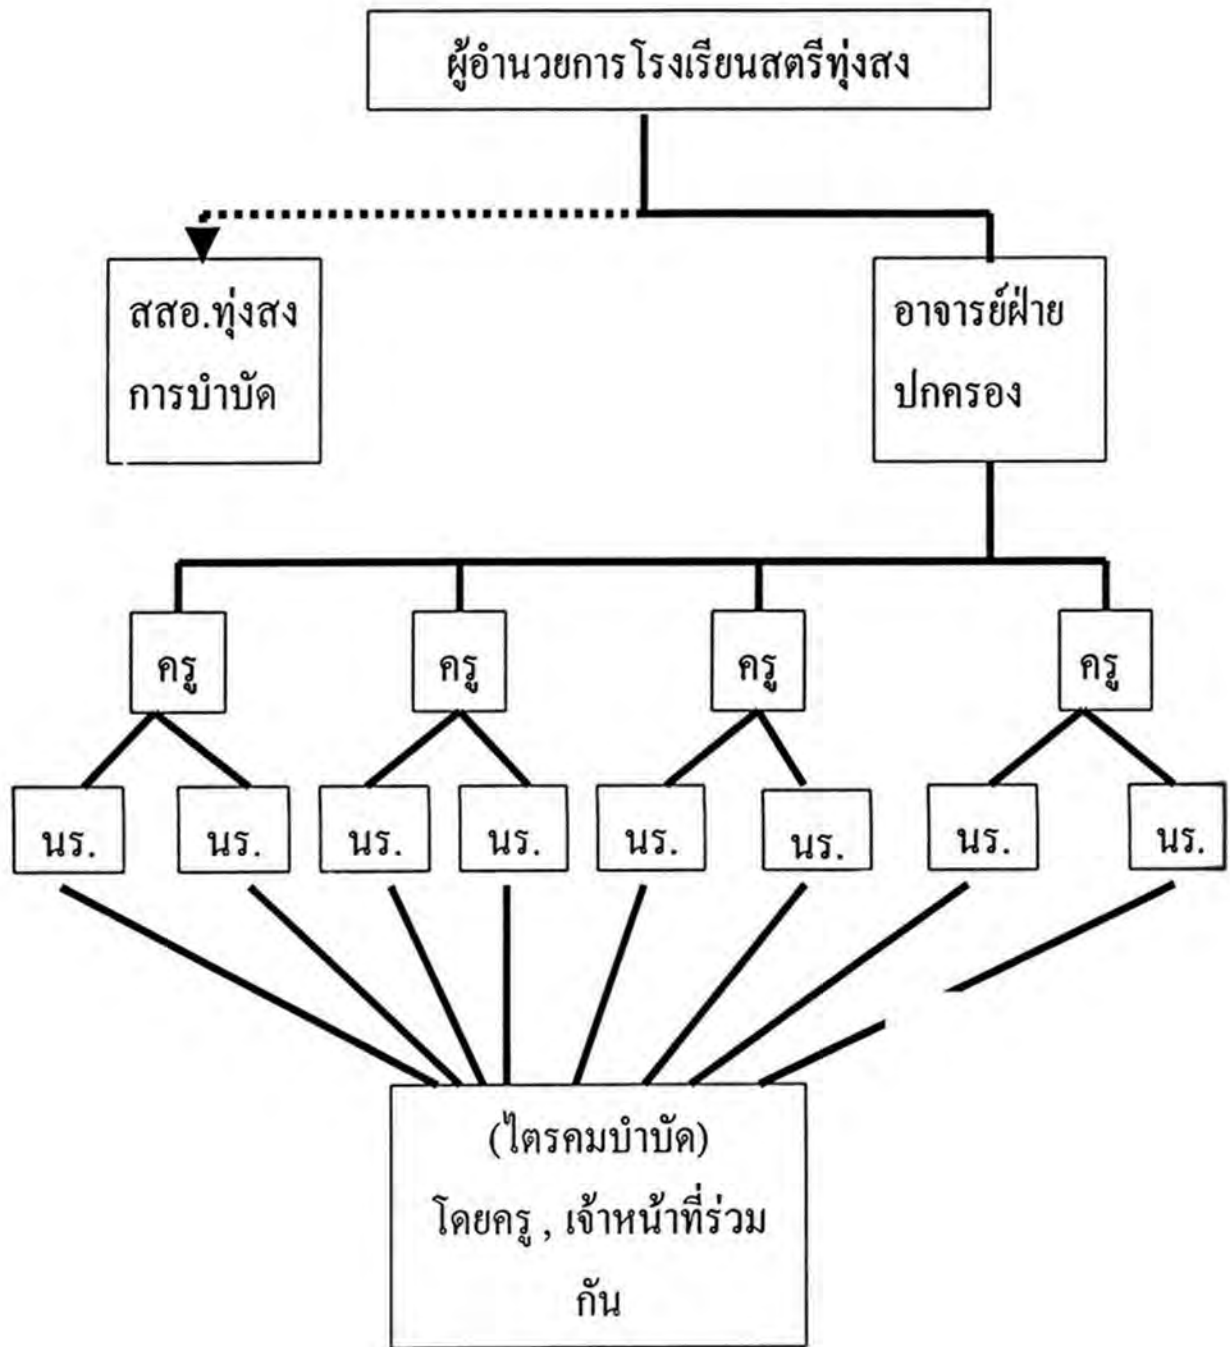 ผู้อำนวยการโรงเรียนสตรีทุ่งสง
สสอ.ทุ่งสง
การบำบัด
อาจารย์ฝ่าย
ปกครอง
ครู
ครู
ครู
ครู
นร.
นร.
นร.
นร.
นร.
นร.
นร.
นร.
(ไตรคมบำบัด)
โดยครู , เจ้าหน้าที่ร่วม
กัน